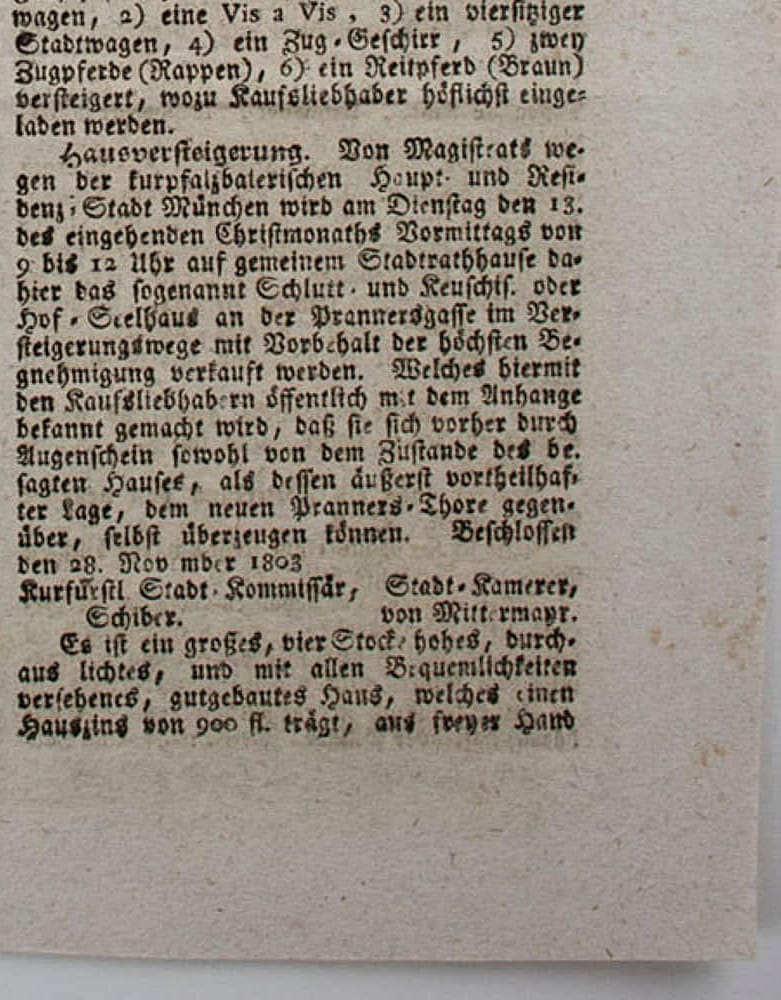 wagen, 2) eine Vis a Vis, 3) ein viersitziger
Stadtwagen, 4) ein Zug-Geschirr, 5) zwey
Zugpferde (Rappen), 6) ein Reitpferd (Braun)
versteigert, wozu Kaufsliebhaber höflichst einge-
laden werden.
Hausversteigerung. Von Magistrats we-
gen der kurpfalzbaierischen Haupt- und Resi-
denz-Stadt München wird am Dienstag den 13.
des eingehenden Christmonaths Vormittags von
9 bis 12 Uhr auf gemeinem Stadtrathhause da-
hier das sogenannt Schlutt- und Keuschis. oder
Hof-Seelhaus an der Prannersgasse im Ver-
steigerungswege mit Vorbehalt der höchsten Be-
gnehmigung verkauft werden. Welches hiermit
den Kaufsliebhabern öffentlich mit dem Anhange
bekannt gemacht wird, daß sie sich vorher durch
Augenschein sowohl von dem Zustande des be-
sagten Hauses, als dessen äußerst vortheilhaf-
ter Lage, dem neuen Pranners-Thore gegen-
über, selbst überzeugen können. Beschlossen
den 28. November 1803
Kurfürstl Stadt-Kommissär, Stadt-Kamerer,
Schiber. von Mittermayr.
Es ist ein großes, vier Stocke hohes, durch-
aus lichtes, und mit allen Bequemlichkeiten
versehenes, gutgebautes Haus, welches einen
Hauszins von 900 fl. trägt, aus freyer Hand